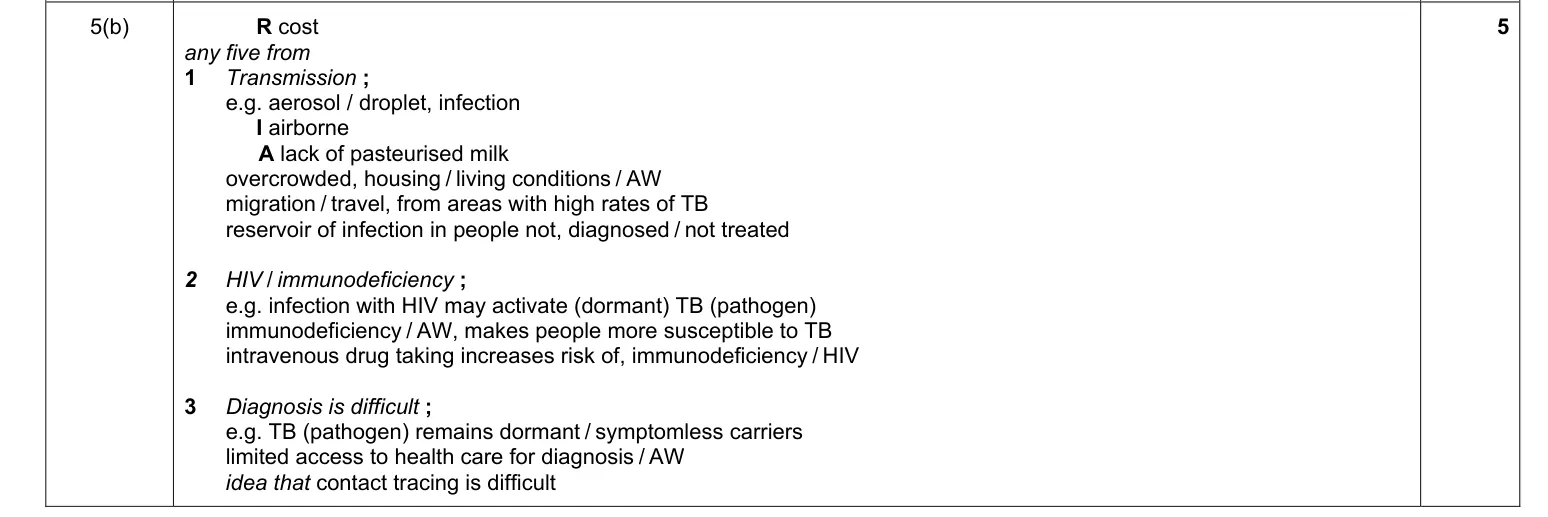 5(b) R cost 5
any five from
1 Transmission ;
e.g. aerosol / droplet, infection
I airborne
A lack of pasteurised milk
overcrowded, housing / living conditions / AW
migration / travel, from areas with high rates of TB
reservoir of infection in people not, diagnosed / not treated
2 HIV / immunodeficiency ;
e.g. infection with HIV may activate (dormant) TB (pathogen)
immunodeficiency / AW, makes people more susceptible to TB
intravenous drug taking increases risk of, immunodeficiency / HIV
3 Diagnosis is difficult ;
e.g. TB (pathogen) remains dormant / symptomless carriers
limited access to health care for diagnosis / AW
idea that contact tracing is difficult